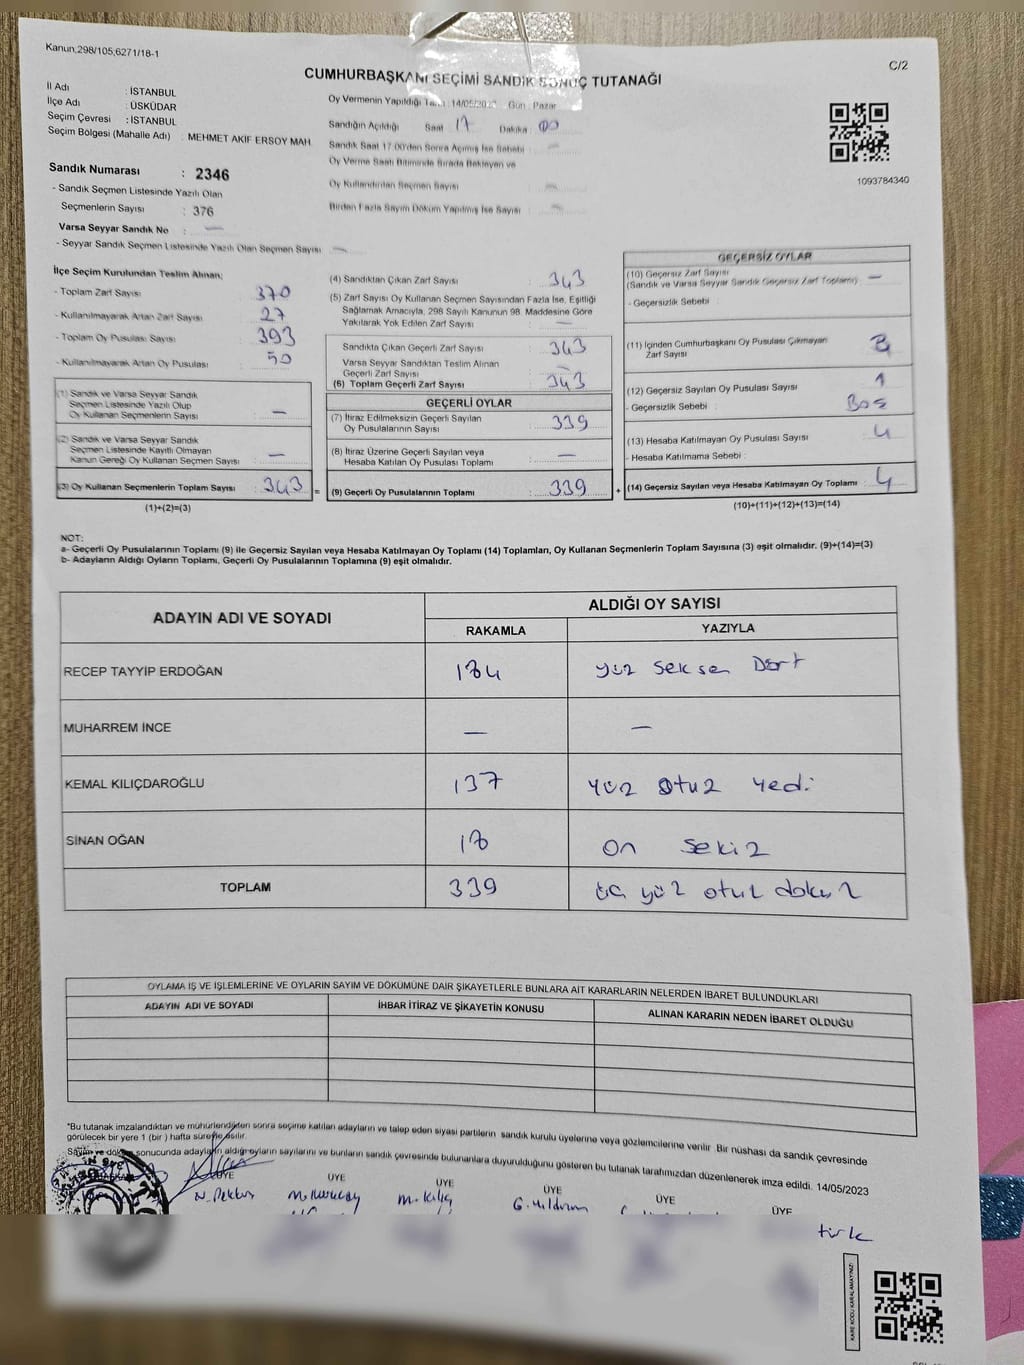 Kanun.298/105,6271/18-1
C/2
CUMHURBAŞKANI SEÇİMİ SANDIK SONUÇ TUTANAĞI
İl Adı : İSTANBUL
İlçe Adı : ÜSKÜDAR
Seçim Çevresi : İSTANBUL
Seçim Bölgesi (Mahalle Adı) : MEHMET AKİF ERSOY MAH
Sandık Numarası : 2346
- Sandık Seçmen Listesinde Yazılı Olan
Seçmenlerin Sayısı : 376
Varsa Seyyar Sandık No : —
- Seyyar Sandık Seçmen Listesinde Yazılı Olan Seçmen Sayısı : —
Oy Vermenin Yapıldığı Tarih : 14/05/2023 Gün : Pazar
Sandığın Açıldığı Saat : 17 Dakika : 00
Sandık Saat 17.00'den Sonra Açılmış İse Sebebi : —
Oy Verme Saati Bitiminde Sırada Bekleyen ve
Oy Kullandırılan Seçmen Sayısı : —
Birden Fazla Sayım Döküm Yapılmış İse Sayısı : —
1093784340
İlçe Seçim Kurulundan Teslim Alınan:
- Toplam Zarf Sayısı : 370
- Kullanılmayarak Artan Zarf Sayısı : 27
- Toplam Oy Pusulası Sayısı : 393
- Kullanılmayarak Artan Oy Pusulası : 50
(1) Sandık ve Varsa Seyyar Sandık
Seçmen Listesinde Yazılı Olup
Oy Kullanan Seçmenlerin Sayısı : —
(2) Sandık ve Varsa Seyyar Sandık
Seçmen Listesinde Kayıtlı Olmayan
Kanun Gereği Oy Kullanan Seçmen Sayısı : —
(3) Oy Kullanan Seçmenlerin Toplam Sayısı : 343 =
(1)+(2)=(3)
(4) Sandıktan Çıkan Zarf Sayısı : 343
(5) Zarf Sayısı Oy Kullanan Seçmen Sayısından Fazla İse, Eşitliği
Sağlamak Amacıyla, 298 Sayılı Kanunun 98. Maddesine Göre
Yakılarak Yok Edilen Zarf Sayısı : —
Sandıkta Çıkan Geçerli Zarf Sayısı : 343
Varsa Seyyar Sandıktan Teslim Alınan
Geçerli Zarf Sayısı : —
(6) Toplam Geçerli Zarf Sayısı : 343
GEÇERLİ OYLAR
(7) İtiraz Edilmeksizin Geçerli Sayılan
Oy Pusulalarının Sayısı : 339
(8) İtiraz Üzerine Geçerli Sayılan veya
Hesaba Katılan Oy Pusulası Toplamı : —
(9) Geçerli Oy Pusulalarının Toplamı : 339 +
GEÇERSİZ OYLAR
(10) Geçersiz Zarf Sayısı
(Sandık ve Varsa Seyyar Sandık Geçersiz Zarf Toplamı) : —
- Geçersizlik Sebebi :
(11) İçinden Cumhurbaşkanı Oy Pusulası Çıkmayan
Zarf Sayısı : 3
(12) Geçersiz Sayılan Oy Pusulası Sayısı : 1
- Geçersizlik Sebebi : Boş
(13) Hesaba Katılmayan Oy Pusulası Sayısı : 4
- Hesaba Katılmama Sebebi :
(14) Geçersiz Sayılan veya Hesaba Katılmayan Oy Toplamı : 4
(10)+(11)+(12)+(13)=(14)
NOT:
a- Geçerli Oy Pusulalarının Toplamı (9) ile Geçersiz Sayılan veya Hesaba Katılmayan Oy Toplamı (14) Toplamları, Oy Kullanan Seçmenlerin Toplam Sayısına (3) eşit olmalıdır. (9)+(14)=(3)
b- Adayların Aldığı Oyların Toplamı, Geçerli Oy Pusulalarının Toplamına (9) eşit olmalıdır.
ADAYIN ADI VE SOYADI
ALDIĞI OY SAYISI
RAKAMLA YAZIYLA
RECEP TAYYİP ERDOĞAN 184 yüz seksen Dört
MUHARREM İNCE — —
KEMAL KILIÇDAROĞLU 137 yüz otuz yedi
SİNAN OĞAN 18 on sekiz
TOPLAM 339 üç yüz otuz dokuz
OYLAMA İŞ VE İŞLEMLERİNE VE OYLARIN SAYIM VE DÖKÜMÜNE DAİR ŞİKAYETLERLE BUNLARA AİT KARARLARIN NELERDEN İBARET BULUNDUKLARI
ADAYIN ADI VE SOYADI İHBAR İTİRAZ VE ŞİKAYETİN KONUSU ALINAN KARARIN NEDEN İBARET OLDUĞU
*Bu tutanak imzalandıktan ve mühürlendikten sonra seçime katılan adayların ve talep eden siyasi partilerin sandık kurulu üyelerine veya gözlemcilerine verilir. Bir nüshası da sandık çevresinde
görülecek bir yere 1 (bir) hafta süreyle asılır.
Sayım ve döküm sonucunda adayların aldığı oyların sayılarını ve bunların sandık çevresinde bulunanlara duyurulduğunu gösteren bu tutanak tarafımızdan düzenlenerek imza edildi. 14/05/2023
ÜYE ÜYE ÜYE ÜYE ÜYE ÜYE
M. Kılıç G. Yıldırım
türk
KARE KODU KARALAMAYINIZ!